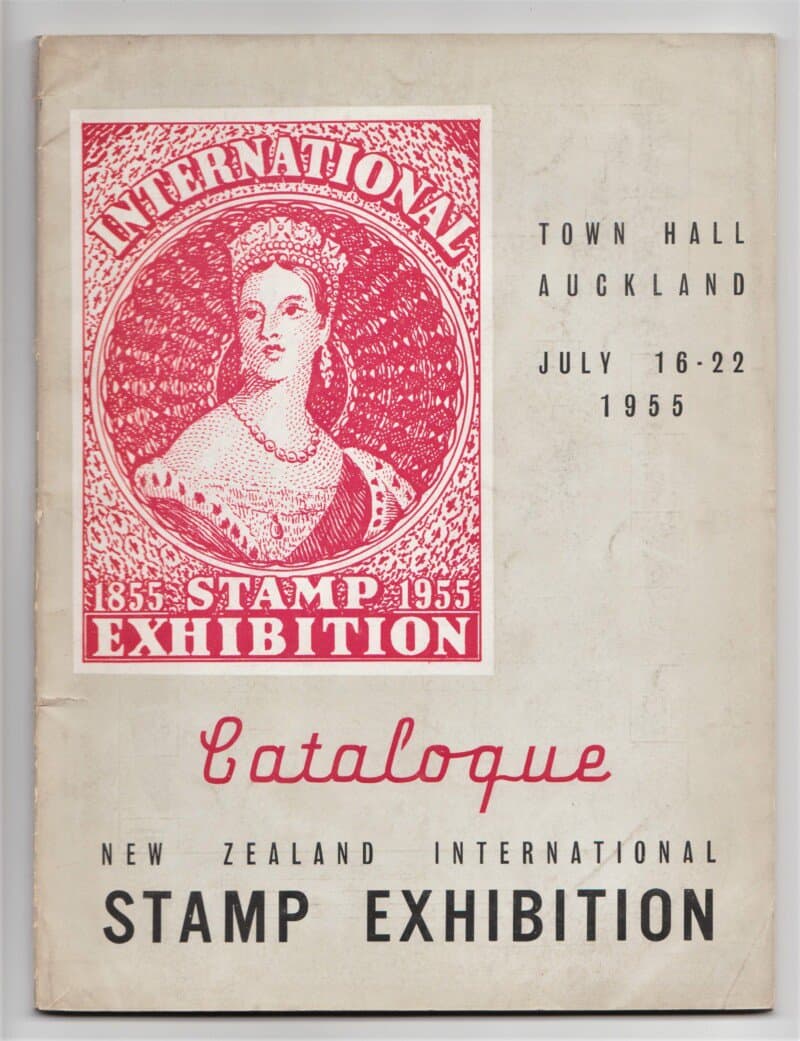 INTERNATIONAL
1855 STAMP 1955
EXHIBITION
TOWN HALL
AUCKLAND
JULY 16-22
1955
Catalogue
NEW ZEALAND INTERNATIONAL
STAMP EXHIBITION